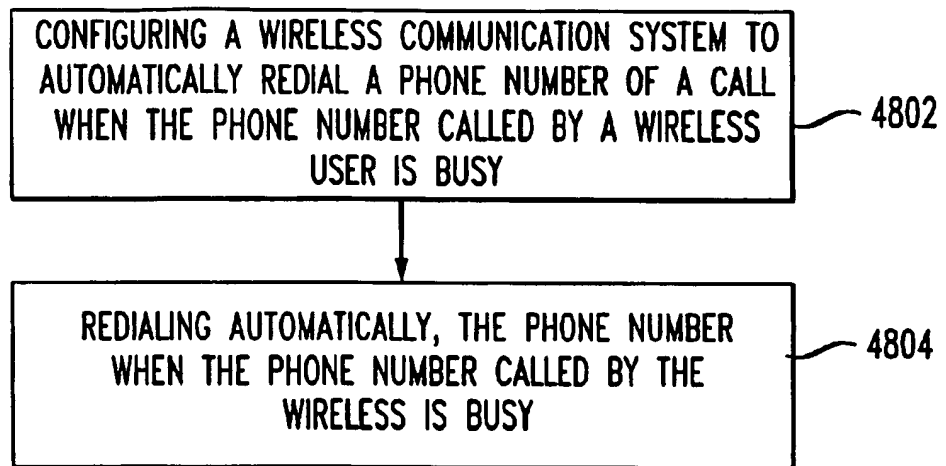 CONFIGURING A WIRELESS COMMUNICATION SYSTEM TO
AUTOMATICALLY REDIAL A PHONE NUMBER OF A CALL
WHEN THE PHONE NUMBER CALLED BY A WIRELESS
USER IS BUSY
4802
REDIALING AUTOMATICALLY, THE PHONE NUMBER
WHEN THE PHONE NUMBER CALLED BY THE
WIRELESS IS BUSY
4804